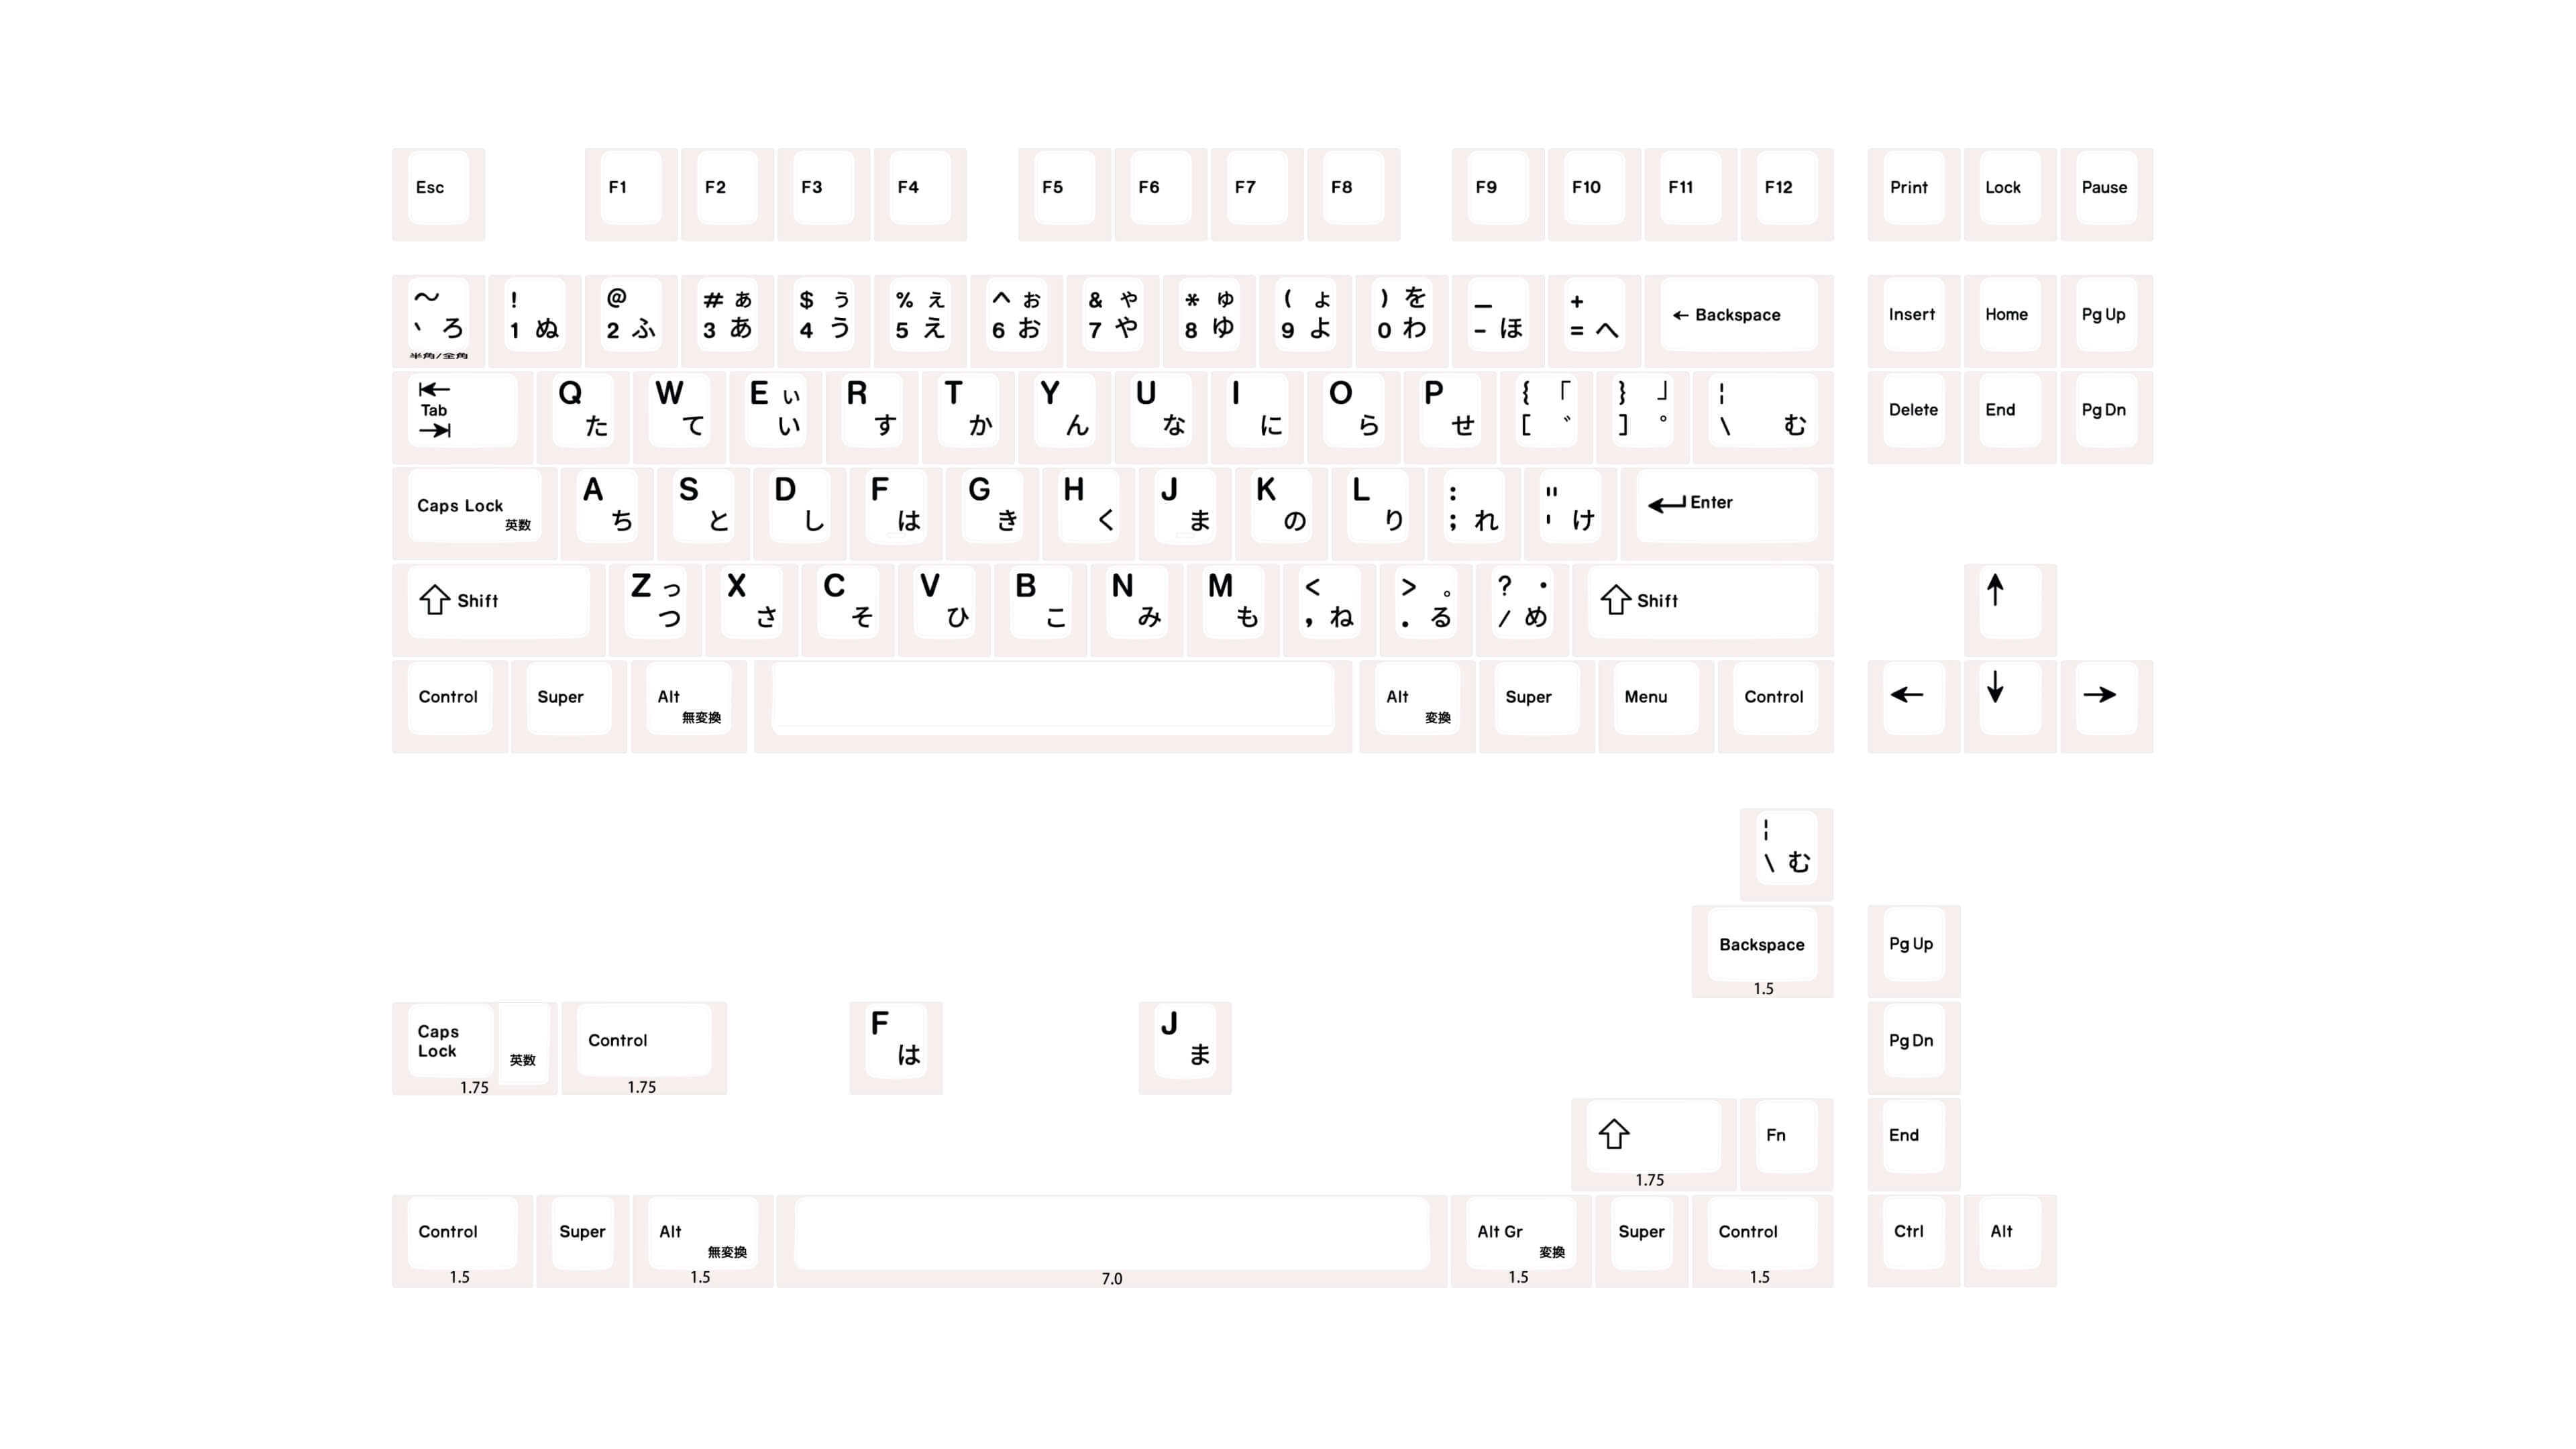 Esc F1 F2 F3 F4 F5 F6 F7 F8 F9 F10 F11 F12 Print Lock Pause
~ ! @ # ぁ $ ぅ % ぇ ^ ぉ & ゃ * ゅ ( ょ ) を _ +
` ろ 1 ぬ 2 ふ 3 あ 4 う 5 え 6 お 7 や 8 ゆ 9 よ 0 わ - ほ = へ ← Backspace Insert Home Pg Up
半角/全角
Q W E ぃ R T Y U I O P { 「 } 」 ¦
Tab た て い す か ん な に ら せ [ ゛ ] ゜ \ む Delete End Pg Dn
A S D F G H J K L : "
Caps Lock 英数 ち と し は き く ま の り ; れ ' け Enter
Z っ X C V B N M < > 。 ? ・
Shift つ さ そ ひ こ み も , ね . る / め Shift ↑
Control Super Alt 無変換 Alt 変換 Super Menu Control ← ↓ →
¦
\ む
Backspace Pg Up
1.5
Caps F J
Lock 英数 Control は ま Pg Dn
1.75 1.75
Fn End
1.75
Control Super Alt 無変換 Alt Gr 変換 Super Control Ctrl Alt
1.5 1.5 7.0 1.5 1.5